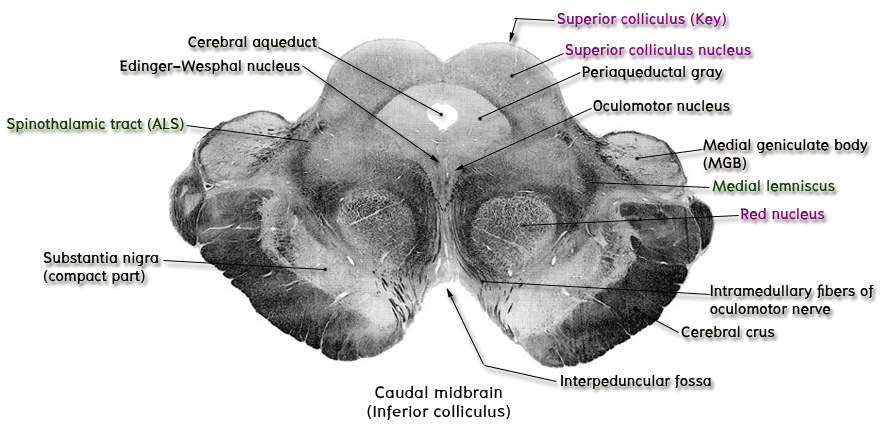 Superior colliculus (Key)
Cerebral aqueduct
Superior colliculus nucleus
Edinger-Wesphal nucleus
Periaqueductal gray
Oculomotor nucleus
Spinothalamic tract (ALS)
Medial geniculate body
(MGB)
Medial lemniscus
Red nucleus
Substantia nigra
(compact part)
Intramedullary fibers of
oculomotor nerve
Cerebral crus
Interpeduncular fossa
Caudal midbrain
(Inferior colliculus)